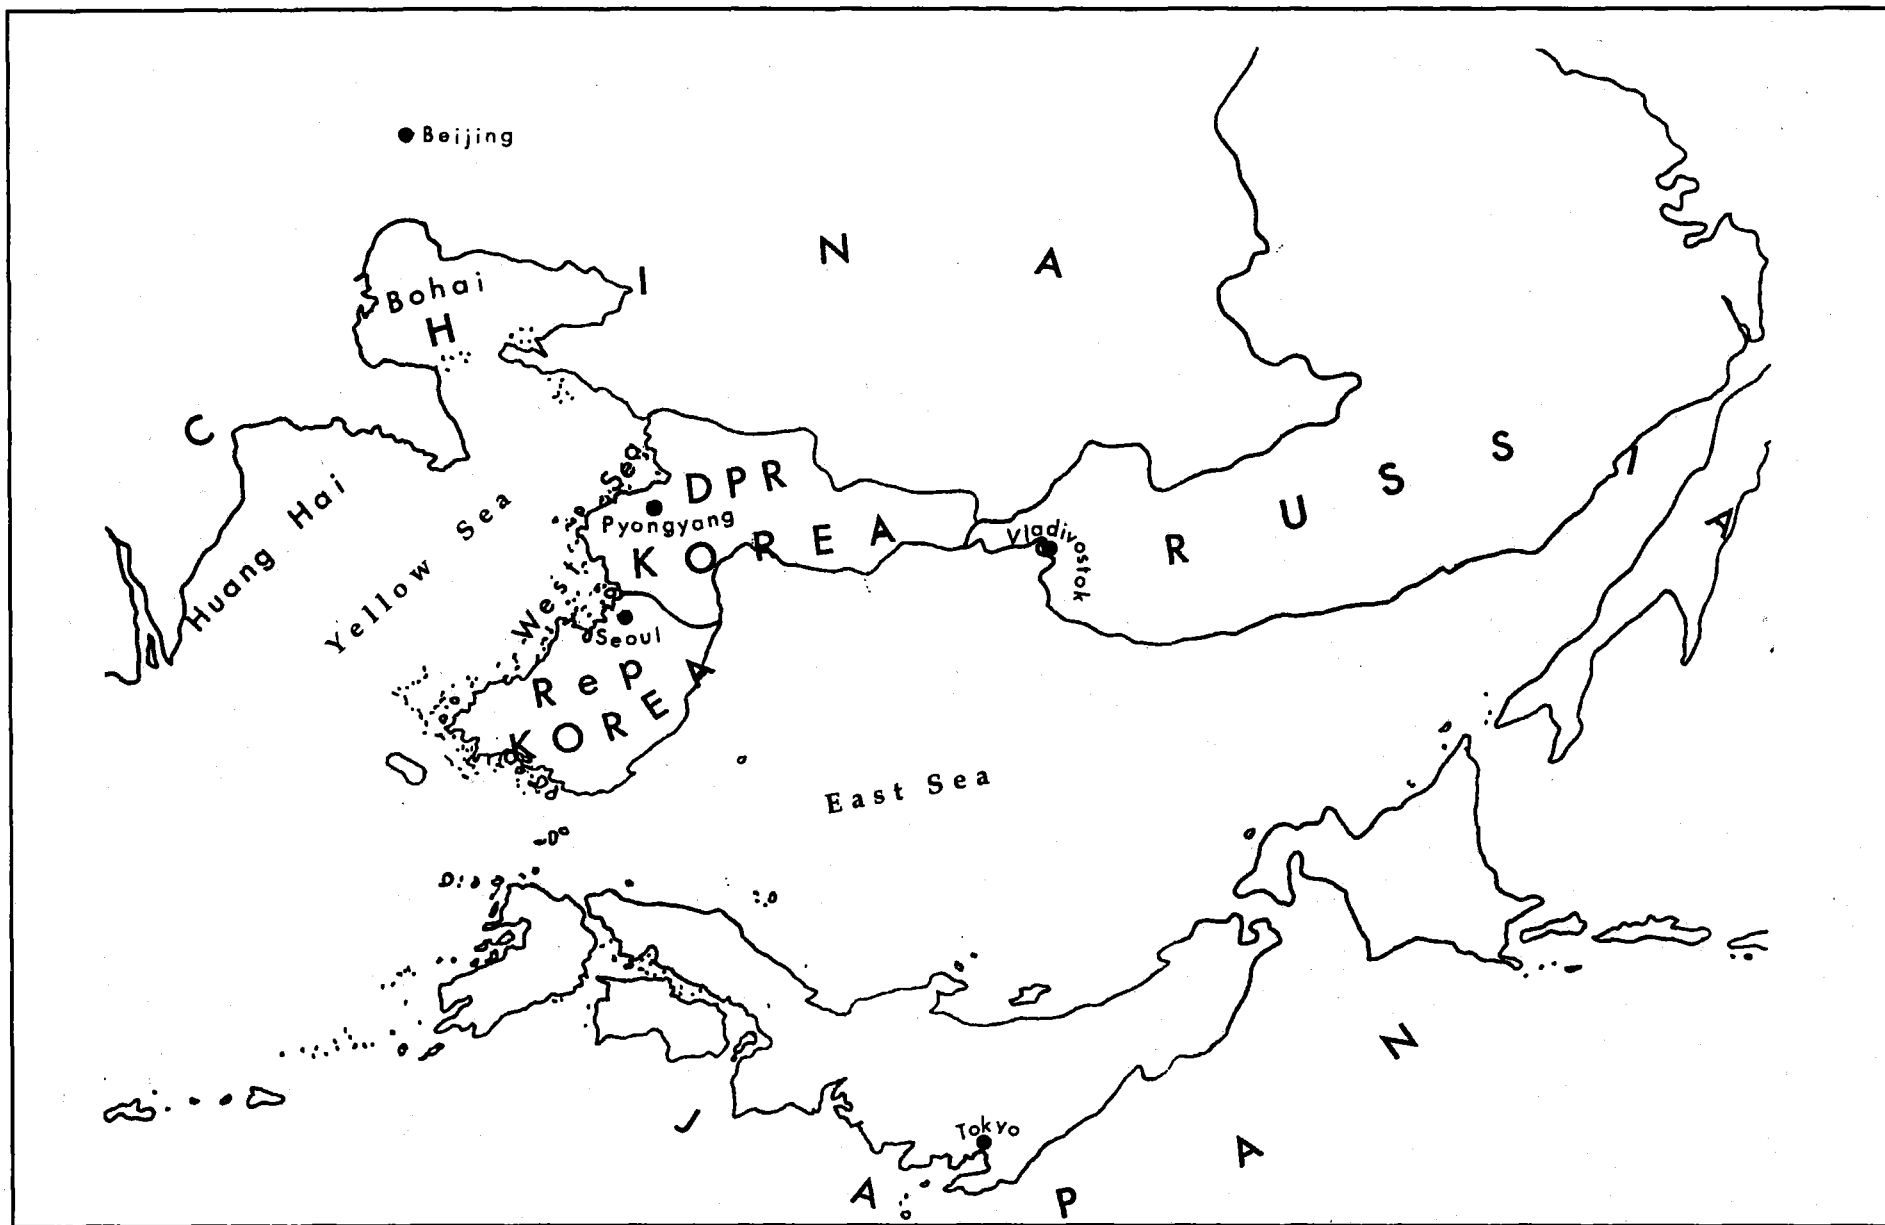 Beijing
CHINA
Bohai
Huang Hai
Yellow Sea
West Sea
DPR
KOREA
Pyongyang
Vladivostok
RUSSIA
Seoul
Rep
KOREA
East Sea
Tokyo
JAPAN